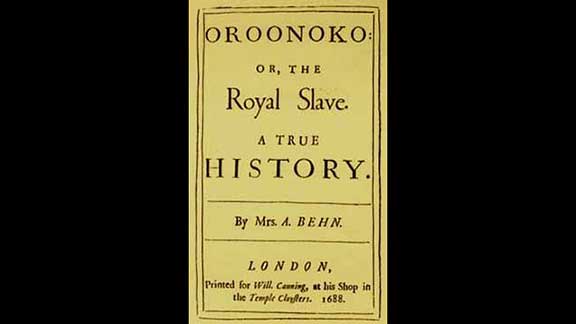 OROONOKO:
OR, THE
Royal Slave.
A TRUE
HISTORY.
By Mrs. A. BEHN.
LONDON,
Printed for Will. Canning, at his Shop in
the Temple Cloysters. 1688.